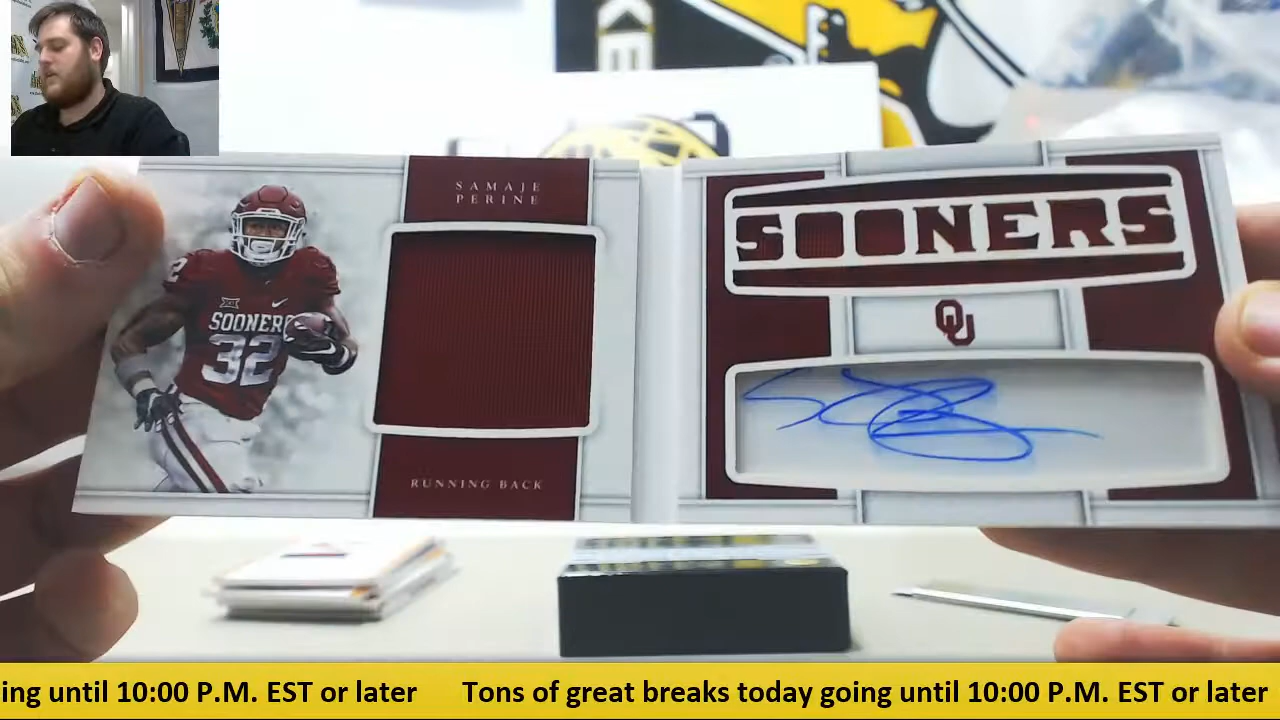 SAMAJE
PERINE
SOONERS
32
RUNNING BACK
SOONERS
OU
ing until 10:00 P.M. EST or later Tons of great breaks today going until 10:00 P.M. EST or later